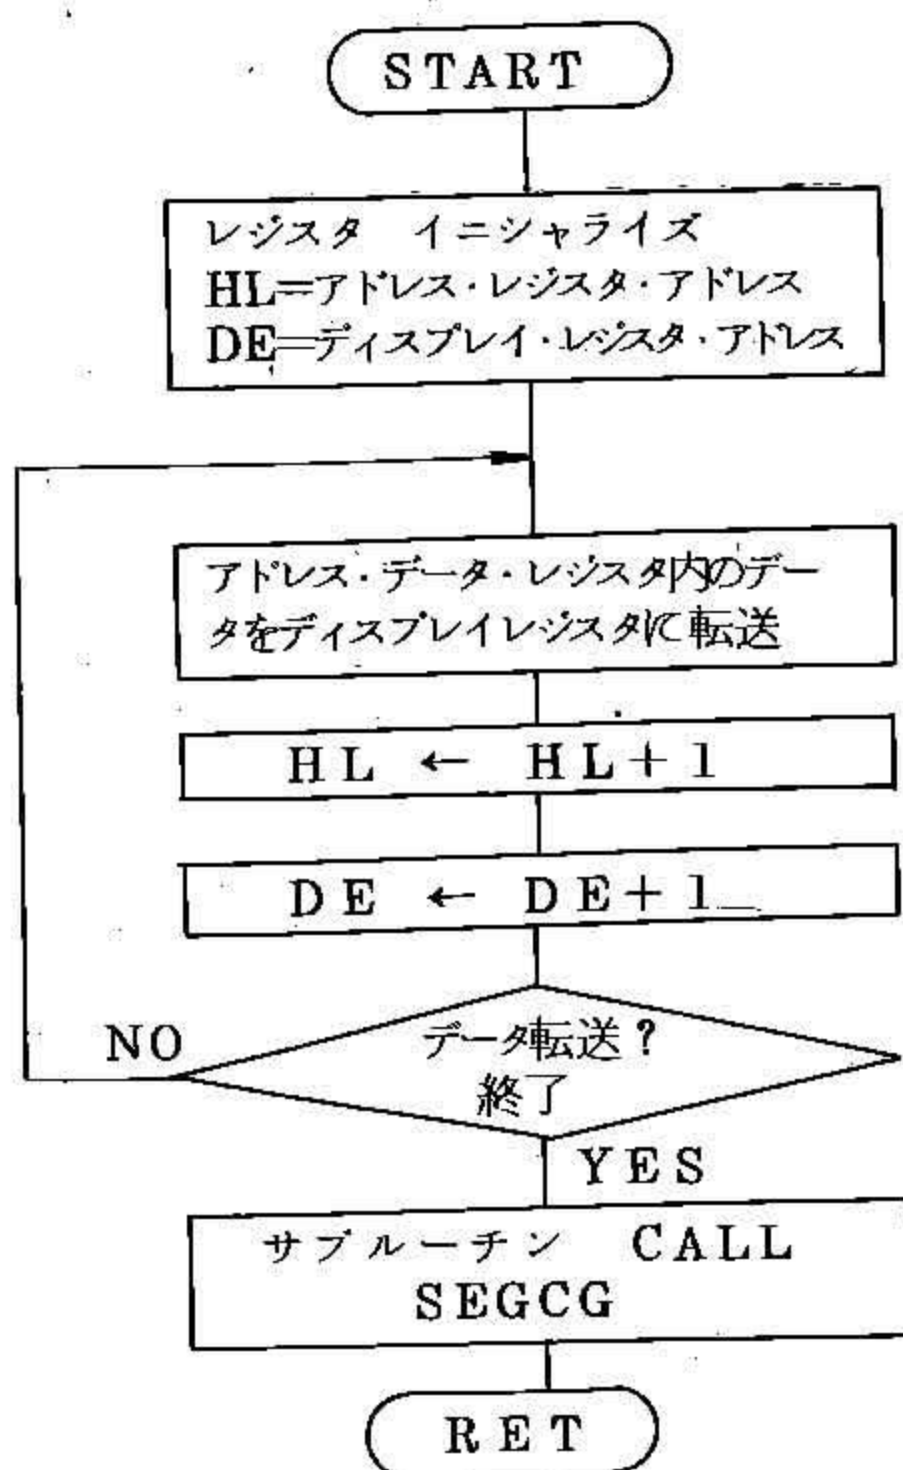 START
レジスタ イニシャライズ
HL=アドレス・レジスタ・アドレス
DE=ディスプレイ・レジスタ・アドレス
アドレス・データ・レジスタ内のデー
タをディスプレイレジスタに転送
HL ← HL+1
DE ← DE+1
NO
データ転送?
終了
YES
サブルーチン CALL
SEGCG
RET